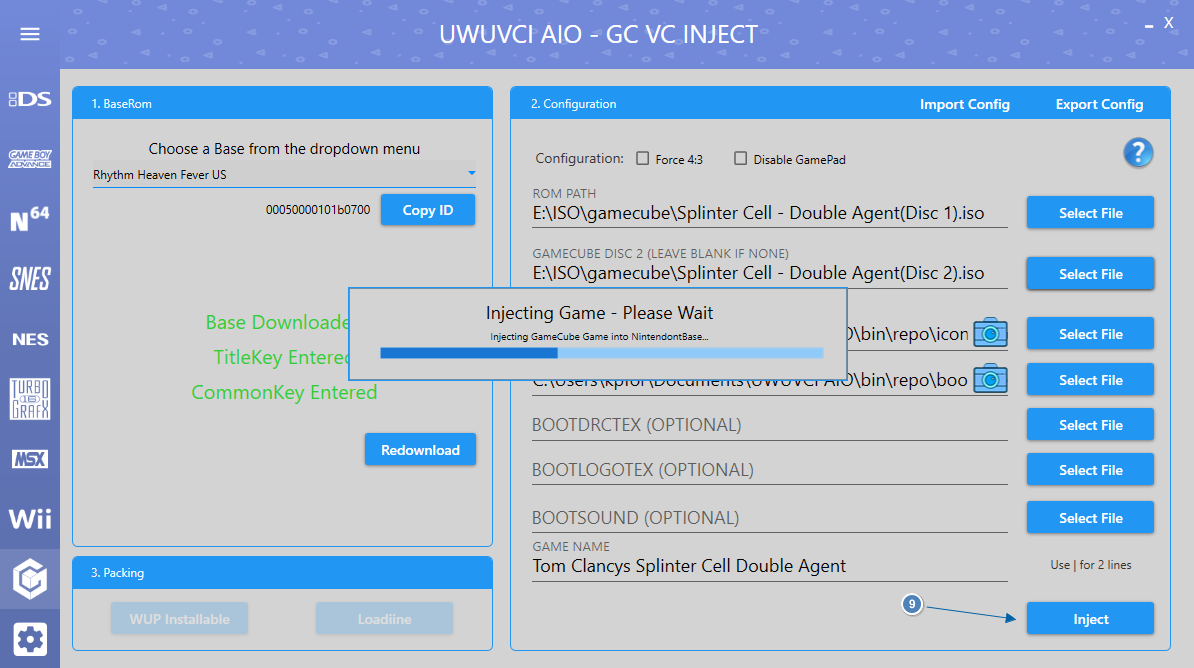 UWUVCI AIO - GC VC INJECT
X
DS
GAME BOY
ADVANCE
N64
SNES
NES
TURBO
16
GRAFX
MSX
Wii
1. BaseRom
Choose a Base from the dropdown menu
Rhythm Heaven Fever US
00050000101b0700
Copy ID
Base Downloade
TitleKey Entered
CommonKey Entered
Redownload
3. Packing
WUP Installable
Loadiine
2. Configuration
Import Config
Export Config
Configuration:
Force 4:3
Disable GamePad
?
ROM PATH
E:\ISO\gamecube\Splinter Cell - Double Agent(Disc 1).iso
Select File
GAMECUBE DISC 2 (LEAVE BLANK IF NONE)
E:\ISO\gamecube\Splinter Cell - Double Agent(Disc 2).iso
Select File
Injecting Game - Please Wait
Injecting GameCube Game into NintendontBase...
O\bin\repo\icon
Select File
C:\Users\kpfor\Documents\UWUVCI AIO\bin\repo\boo
Select File
BOOTDRCTEX (OPTIONAL)
Select File
BOOTLOGOTEX (OPTIONAL)
Select File
BOOTSOUND (OPTIONAL)
Select File
GAME NAME
Tom Clancys Splinter Cell Double Agent
Use | for 2 lines
9
Inject